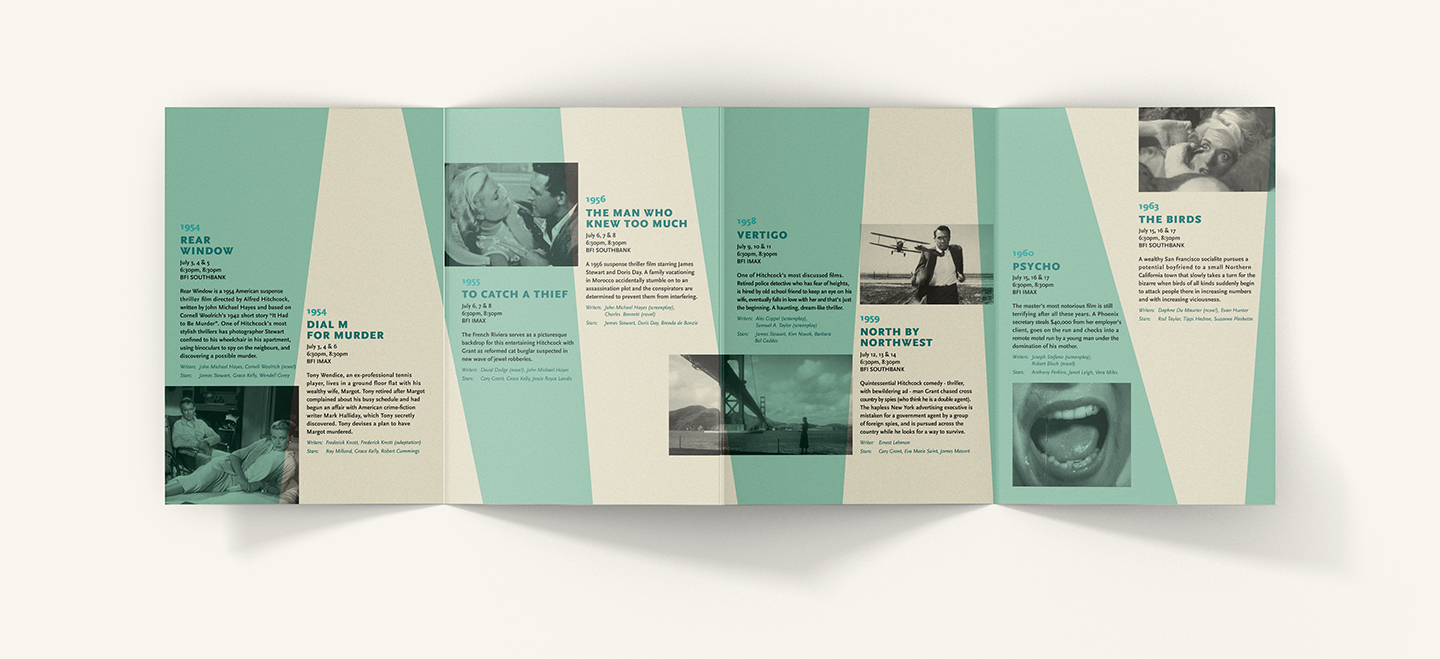 1954
REAR
WINDOW
July 3, 4 & 5
6:30pm, 8:30pm
BFI SOUTHBANK
Rear Window is a 1954 American suspense
thriller film directed by Alfred Hitchcock,
written by John Michael Hayes and based on
Cornell Woolrich's 1942 short story "It Had
to Be Murder". One of Hitchcock's most
stylish thrillers has photographer Stewart
confined to his wheelchair in his apartment,
using binoculars to spy on the neigbours, and
discovering a possible murder.
Writer: John Michael Hayes, Cornell Woolrich (novel)
Stars: James Stewart, Grace Kelly, Wendell Corey
1954
DIAL M
FOR MURDER
July 3, 4 & 6
6:30pm, 8:30pm
BFI IMAX
Tony Wendice, an ex-professional tennis
player, lives in a ground floor flat with his
wealthy wife, Margot. Tony retired after Margot
complained about his busy schedule and had
begun an affair with American crime-fiction
writer Mark Halliday, which Tony secretly
discovered. Tony devises a plan to have
Margot murdered.
Writers: Frederick Knott, Frederick Knott (adaptation)
Stars: Ray Milland, Grace Kelly, Robert Cummings
1955
TO CATCH A THIEF
July 6, 7 & 8
6:30pm, 8:30pm
BFI IMAX
The French Riviera serves as a picturesque
backdrop for this entertaining Hitchcock with
Grant as reformed cat burglar suspected in
new wave of jewel robberies.
Writers: David Dodge (novel), John Michael Hayes
Stars: Cary Grant, Grace Kelly, Jessie Royce Landis
1956
THE MAN WHO
KNEW TOO MUCH
July 6, 7 & 8
6:30pm, 8:30pm
BFI SOUTHBANK
A 1956 suspense thriller film starring James
Stewart and Doris Day. A family vacationing
in Morocco accidentally stumble on to an
assassination plot and the conspirators are
determined to prevent them from interfering.
Writers: John Michael Hayes (screenplay),
Charles Bennett (novel)
Stars: James Stewart, Doris Day, Brenda de Banzie
1958
VERTIGO
July 9, 10 & 11
6:30pm, 8:30pm
BFI IMAX
One of Hitchcock's most discussed films.
Retired police detective who has fear of heights,
is hired by old school friend to keep an eye on his
wife, eventually falls in love with her and that's just
the beginning. A haunting, dream-like thriller.
Writers: Alec Coppel (screenplay),
Samuel A. Taylor (screenplay)
Stars: James Stewart, Kim Novak, Barbara
Bel Geddes
1959
NORTH BY
NORTHWEST
July 12, 13 & 14
6:30pm, 8:30pm
BFI SOUTHBANK
Quintessential Hitchcock comedy - thriller,
with bewildering ad - man Grant chased cross
country by spies (who think he is a double agent).
The hapless New York advertising executive is
mistaken for a government agent by a group
of foreign spies, and is pursued across the
country while he looks for a way to survive.
Writer: Ernest Lehman
Stars: Cary Grant, Eva Marie Saint, James Mason
1960
PSYCHO
July 15, 16 & 17
6:30pm, 8:30pm
BFI IMAX
The master's most notorious film is still
terrifying after all these years. A Phoenix
secretary steals $40,000 from her employer's
client, goes on the run and checks into a
remote motel run by a young man under the
domination of his mother.
Writers: Joseph Stefano (screenplay),
Robert Bloch (novel)
Stars: Anthony Perkins, Janet Leigh, Vera Miles
1963
THE BIRDS
July 15, 16 & 17
6:30pm, 8:30pm
BFI SOUTHBANK
A wealthy San Francisco socialite pursues a
potential boyfriend to a small Northern
California town that slowly takes a turn for the
bizarre when birds of all kinds suddenly begin
to attack people there in increasing numbers
and with increasing viciousness.
Writers: Daphne Du Maurier (novel), Evan Hunter
Stars: Rod Taylor, Tippi Hedren, Suzanne Pleshette